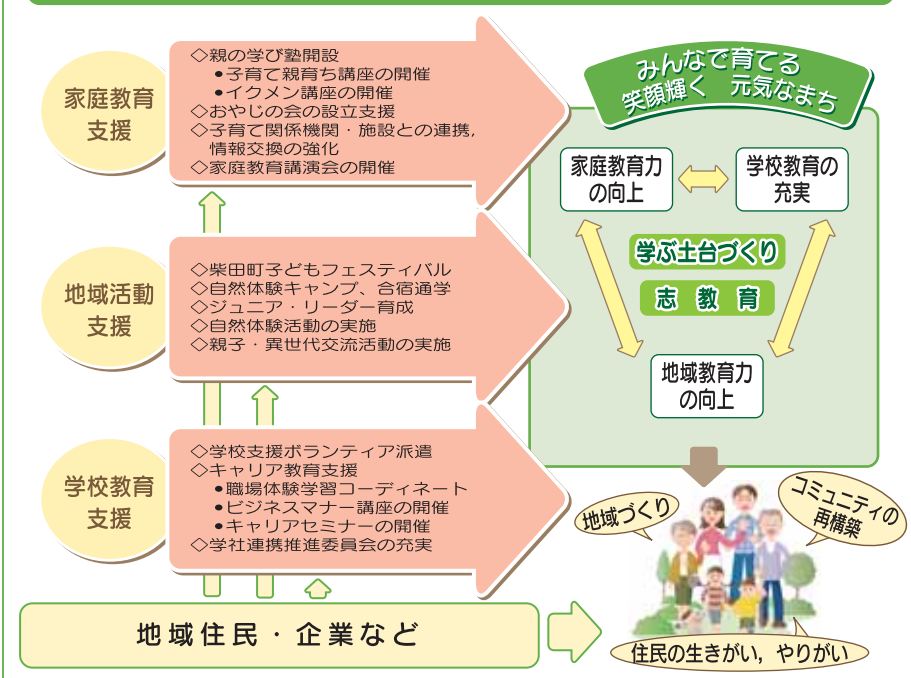 家庭教育
支援
◇親の学び塾開設
•子育て親育ち講座の開催
•イクメン講座の開催
◇おやじの会の設立支援
◇子育て関係機関・施設との連携,
情報交換の強化
◇家庭教育講演会の開催
地域活動
支援
◇柴田町子どもフェスティバル
◇自然体験キャンプ、合宿通学
◇ジュニア・リーダー育成
◇自然体験活動の実施
◇親子・異世代交流活動の実施
学校教育
支援
◇学校支援ボランティア派遣
◇キャリア教育支援
•職場体験学習コーディネート
•ビジネスマナー講座の開催
•キャリアセミナーの開催
◇学社連携推進委員会の充実
みんなで育てる
笑顔輝く　元気なまち
家庭教育力
の向上
学校教育の
充実
学ぶ土台づくり
志 教 育
地域教育力
の向上
地域づくり
コミュニティの
再構築
住民の生きがい，やりがい
地域住民・企業など